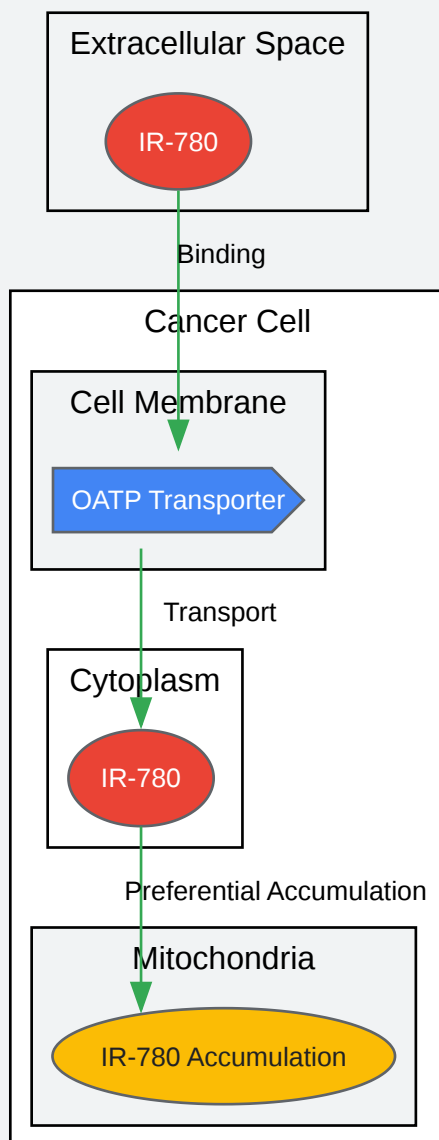 Extracellular Space
IR-780
Binding
Cancer Cell
Cell Membrane
OATP Transporter
Transport
Cytoplasm
IR-780
Preferential Accumulation
Mitochondria
IR-780 Accumulation